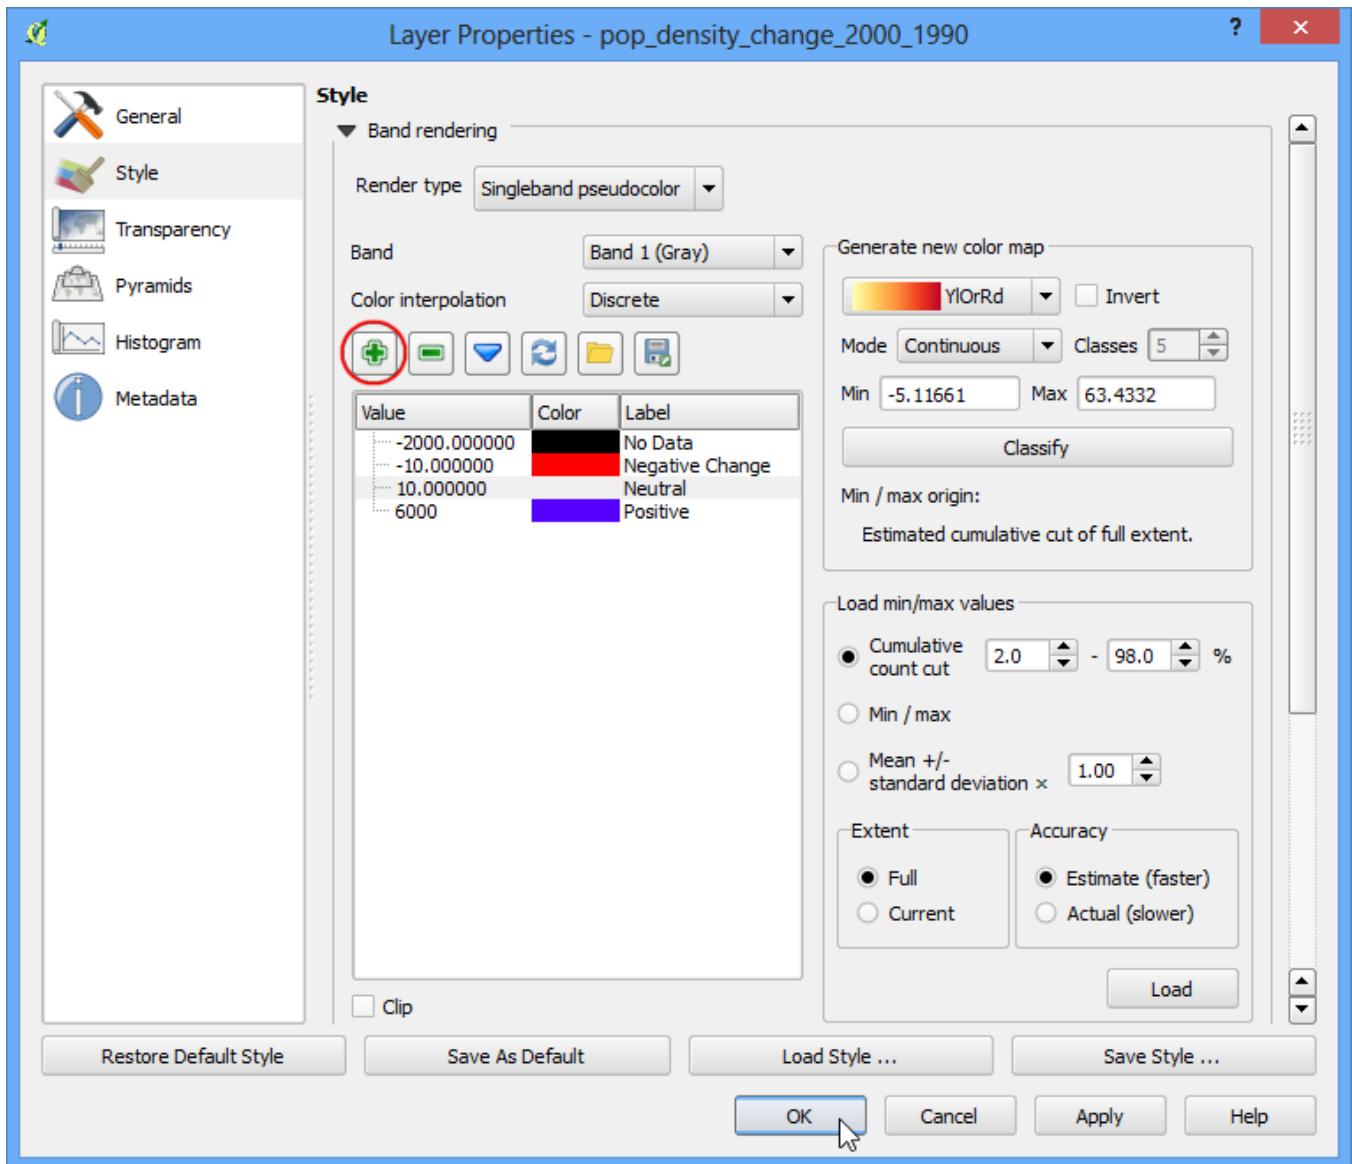 Layer Properties - pop_density_change_2000_1990
?
General
Style
Transparency
Pyramids
Histogram
Metadata
Style
Band rendering
Render type Singleband pseudocolor
Band Band 1 (Gray)
Color interpolation Discrete
Value Color Label
-2000.000000 No Data
-10.000000 Negative Change
10.000000 Neutral
6000 Positive
Clip
Generate new color map
YlOrRd Invert
Mode Continuous Classes 5
Min -5.11661 Max 63.4332
Classify
Min / max origin:
Estimated cumulative cut of full extent.
Load min/max values
Cumulative
count cut 2.0 - 98.0 %
Min / max
Mean +/-
standard deviation × 1.00
Extent
Full
Current
Accuracy
Estimate (faster)
Actual (slower)
Load
Restore Default Style Save As Default Load Style ... Save Style ...
OK Cancel Apply Help